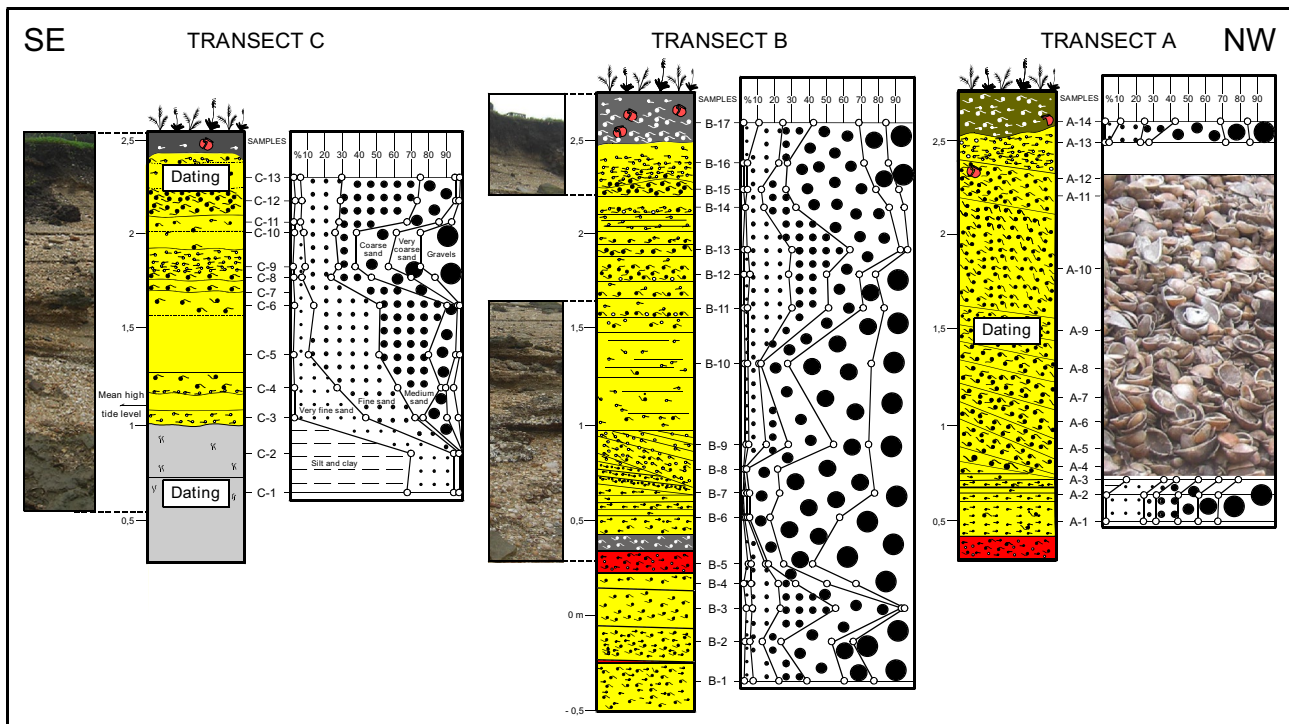 SE
TRANSECT C
TRANSECT B
TRANSECT A
NW
SAMPLES
% 10 20 30 40 50 60 70 80 90
2,5
2
1,5
Mean high
tide level
1
0,5
Dating
Dating
C-13
C-12
C-11
C-10
C-9
C-8
C-7
C-6
C-5
C-4
C-3
C-2
C-1
Coarse
sand
Very
coarse
sand
Gravels
Medium
sand
Fine sand
Very fine sand
Silt and clay
SAMPLES
% 10 20 30 40 50 60 70 80 90
2,5
2
1,5
1
0,5
0 m
- 0,5
B-17
B-16
B-15
B-14
B-13
B-12
B-11
B-10
B-9
B-8
B-7
B-6
B-5
B-4
B-3
B-2
B-1
SAMPLES
% 10 20 30 40 50 60 70 80 90
2,5
2
1,5
1
0,5
Dating
A-14
A-13
A-12
A-11
A-10
A-9
A-8
A-7
A-6
A-5
A-4
A-3
A-2
A-1